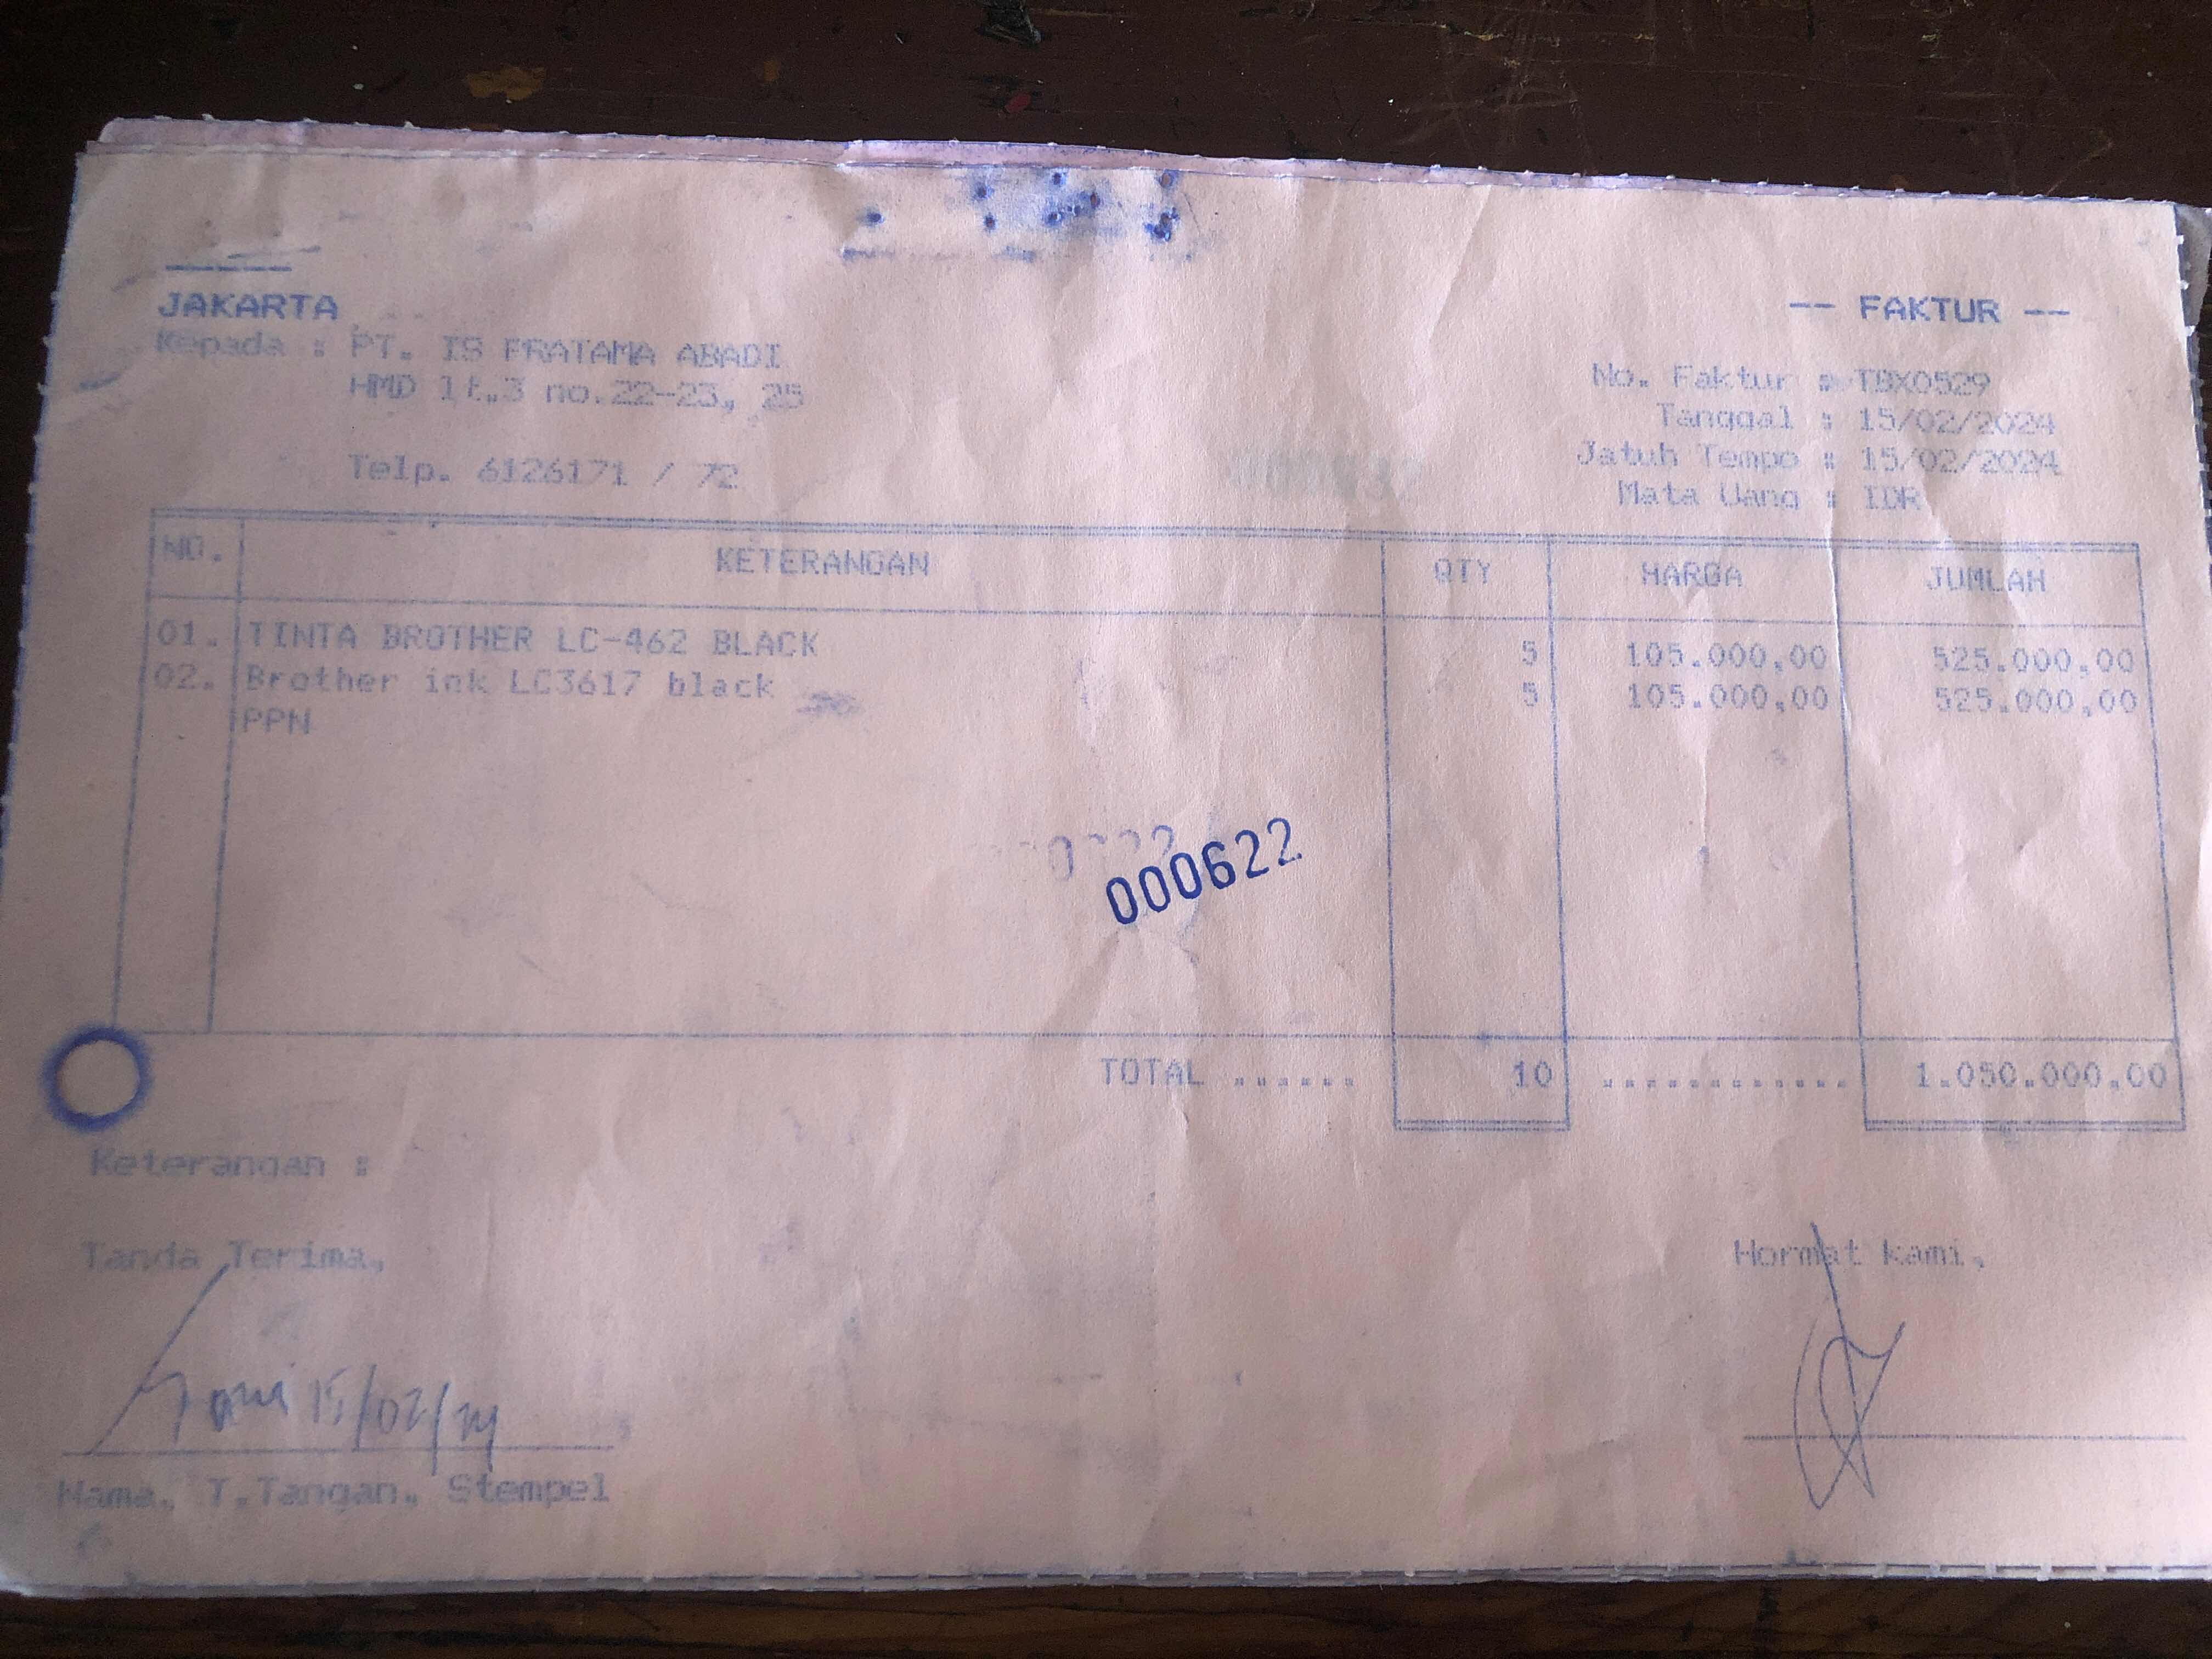 JAKARTA
-- FAKTUR --
Kepada : PT. IS PRATAMA ABADI
HMD lt.3 no.22-23, 25
Telp. 6126171 / 72
No. Faktur : TBX0529
Tanggal : 15/02/2024
Jatuh Tempo : 15/02/2024
Mata Uang : IDR
NO. KETERANGAN QTY HARGA JUMLAH
01. TINTA BROTHER LC-462 BLACK 5 105.000,00 525.000,00
02. Brother ink LC3617 black 5 105.000,00 525.000,00
PPN
000622
TOTAL ...... 10 ............ 1.050.000,00
Keterangan :
Tanda Terima, Hormat kami,
15/02/24
Nama, T.Tangan, Stempel